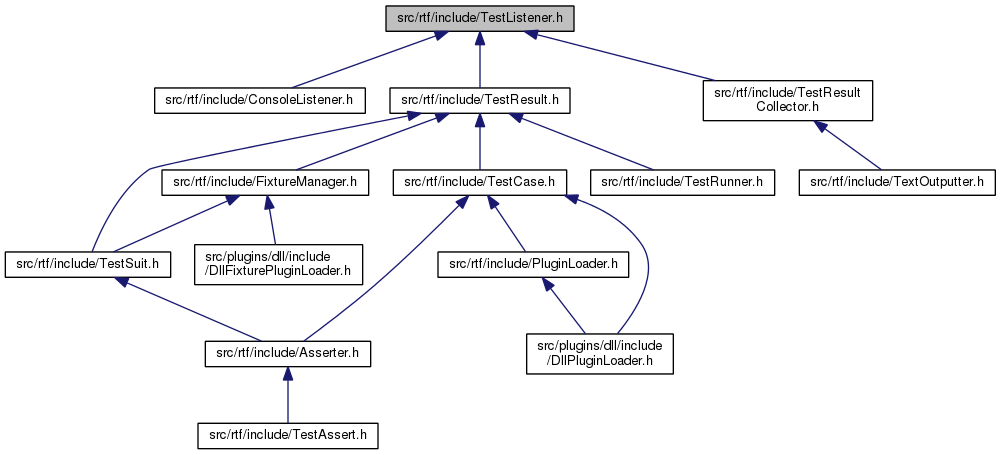 src/rtf/include/TestListener.h
src/rtf/include/ConsoleListener.h
src/rtf/include/TestResult.h
src/rtf/include/TestResult
Collector.h
src/rtf/include/FixtureManager.h
src/rtf/include/TestCase.h
src/rtf/include/TestRunner.h
src/rtf/include/TextOutputter.h
src/rtf/include/TestSuit.h
src/plugins/dll/include
/DllFixturePluginLoader.h
src/rtf/include/PluginLoader.h
src/rtf/include/Asserter.h
src/plugins/dll/include
/DllPluginLoader.h
src/rtf/include/TestAssert.h